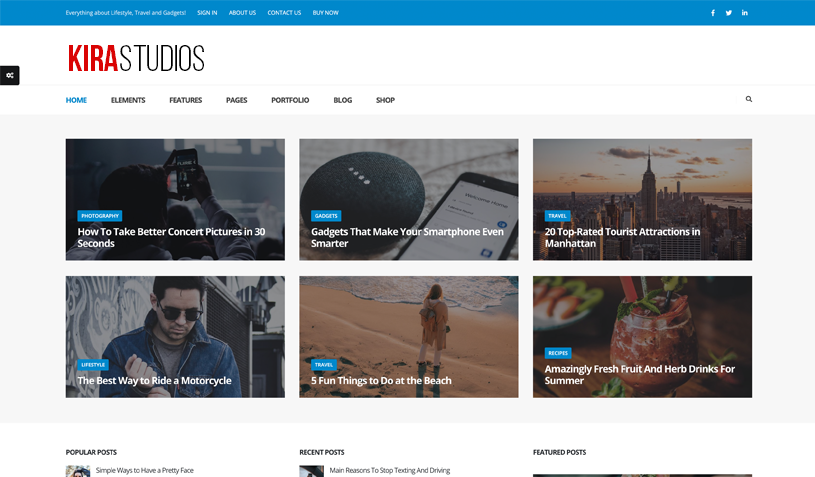 Everything about Lifestyle, Travel and Gadgets! SIGN IN ABOUT US CONTACT US BUY NOW
KIRASTUDIOS
HOME ELEMENTS FEATURES PAGES PORTFOLIO BLOG SHOP
PHOTOGRAPHY
How To Take Better Concert Pictures in 30
Seconds
GADGETS
Gadgets That Make Your Smartphone Even
Smarter
TRAVEL
20 Top-Rated Tourist Attractions in
Manhattan
LIFESTYLE
The Best Way to Ride a Motorcycle
TRAVEL
5 Fun Things to Do at the Beach
RECIPES
Amazingly Fresh Fruit And Herb Drinks For
Summer
POPULAR POSTS
Simple Ways to Have a Pretty Face
RECENT POSTS
Main Reasons To Stop Texting And Driving
FEATURED POSTS